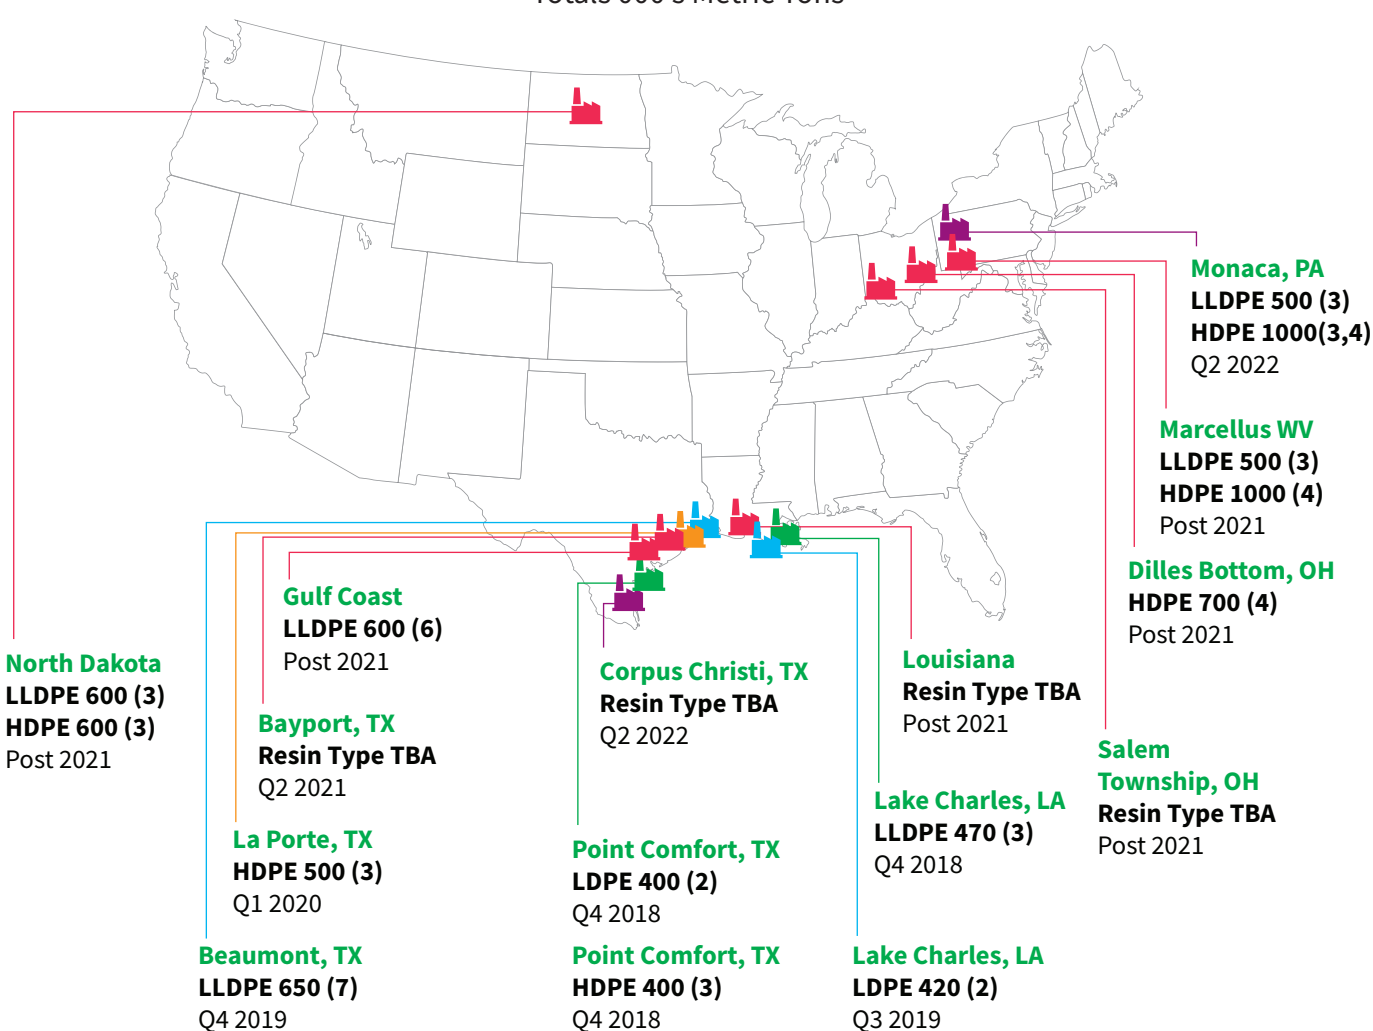 Totals 000's Metric Tons
Monaca, PA
LLDPE 500 (3)
HDPE 1000(3,4)
Q2 2022
Marcellus WV
LLDPE 500 (3)
HDPE 1000 (4)
Post 2021
Dilles Bottom, OH
HDPE 700 (4)
Post 2021
Salem
Township, OH
Resin Type TBA
Post 2021
Louisiana
Resin Type TBA
Post 2021
Lake Charles, LA
LLDPE 470 (3)
Q4 2018
Lake Charles, LA
LDPE 420 (2)
Q3 2019
Corpus Christi, TX
Resin Type TBA
Q2 2022
Point Comfort, TX
LDPE 400 (2)
Q4 2018
Point Comfort, TX
HDPE 400 (3)
Q4 2018
Gulf Coast
LLDPE 600 (6)
Post 2021
Bayport, TX
Resin Type TBA
Q2 2021
La Porte, TX
HDPE 500 (3)
Q1 2020
Beaumont, TX
LLDPE 650 (7)
Q4 2019
North Dakota
LLDPE 600 (3)
HDPE 600 (3)
Post 2021